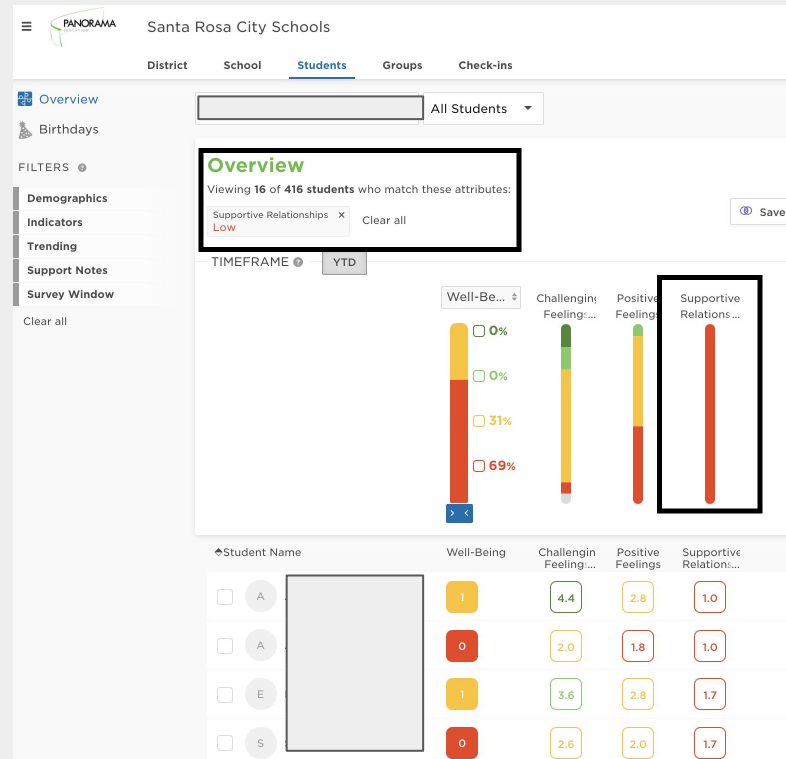 PANORAMA
EDUCATION
Santa Rosa City Schools
District School Students Groups Check-ins
Overview
Birthdays
FILTERS ?
Demographics
Indicators
Trending
Support Notes
Survey Window
Clear all
All Students
Overview
Viewing 16 of 416 students who match these attributes:
Supportive Relationships ×
Low
Clear all
Save
TIMEFRAME ? YTD
Well-Be... Challenging Positive Supportive
Feeling:... Feelings Relations...
0%
0%
31%
69%
Student Name Well-Being Challengin Positive Supportive
Feeling:... Feelings Relation:...
A 1 4.4 2.8 1.0
A 0 2.0 1.8 1.0
E 1 3.6 2.8 1.7
S 0 2.6 2.0 1.7